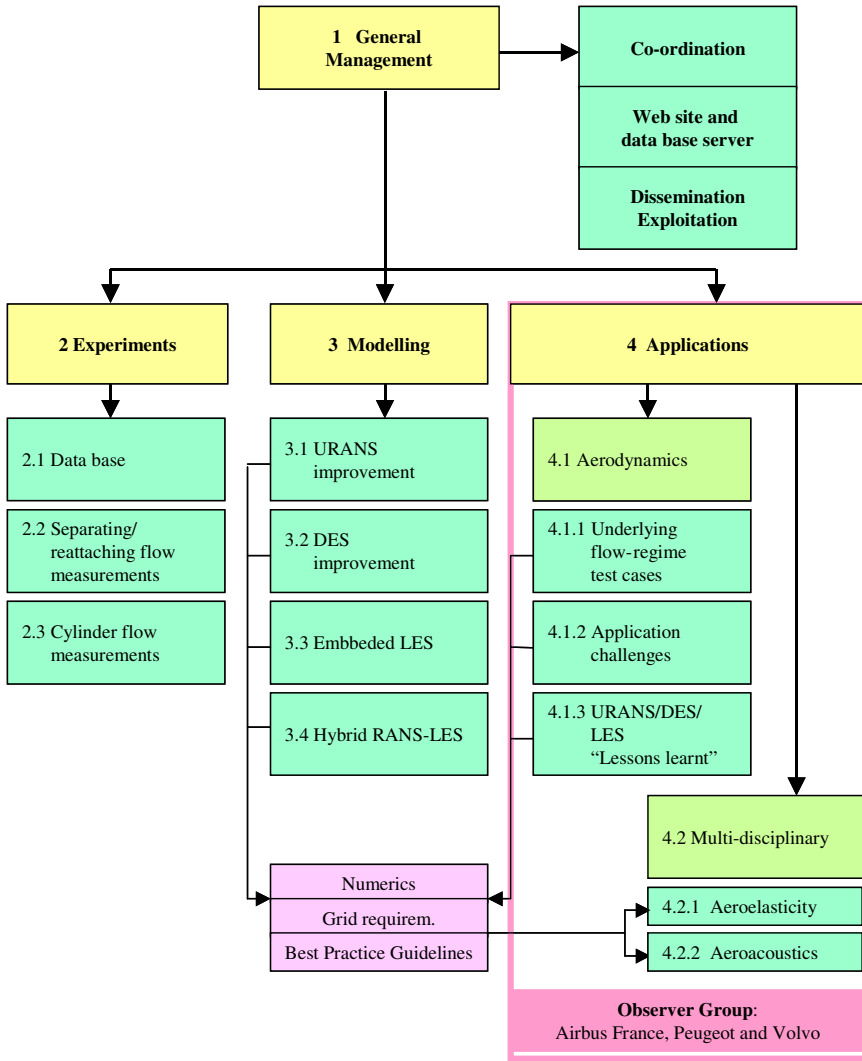 1 General
Management
Co-ordination
Web site and
data base server
Dissemination
Exploitation
2 Experiments
3 Modelling
4 Applications
2.1 Data base
2.2 Separating/
reattaching flow
measurements
2.3 Cylinder flow
measurements
3.1 URANS
improvement
3.2 DES
improvement
3.3 Embbeded LES
3.4 Hybrid RANS-LES
4.1 Aerodynamics
4.1.1 Underlying
flow-regime
test cases
4.1.2 Application
challenges
4.1.3 URANS/DES/
LES
“Lessons learnt”
4.2 Multi-disciplinary
Numerics
Grid requirem.
Best Practice Guidelines
4.2.1 Aeroelasticity
4.2.2 Aeroacoustics
Observer Group:
Airbus France, Peugeot and Volvo